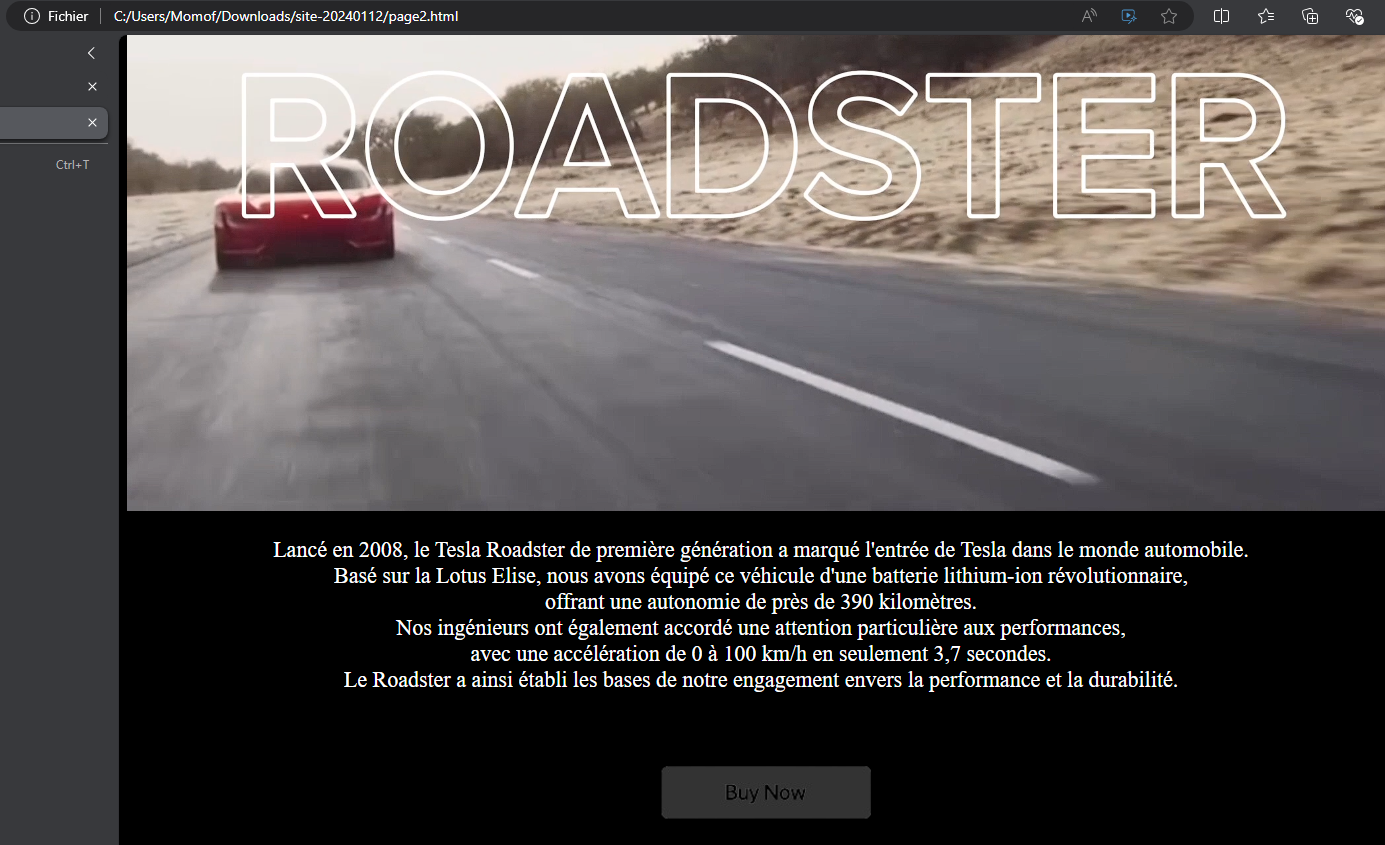 Fichier C:/Users/Momof/Downloads/site-20240112/page2.html
Ctrl+T
ROADSTER
Lancé en 2008, le Tesla Roadster de première génération a marqué l'entrée de Tesla dans le monde automobile.
Basé sur la Lotus Elise, nous avons équipé ce véhicule d'une batterie lithium-ion révolutionnaire,
offrant une autonomie de près de 390 kilomètres.
Nos ingénieurs ont également accordé une attention particulière aux performances,
avec une accélération de 0 à 100 km/h en seulement 3,7 secondes.
Le Roadster a ainsi établi les bases de notre engagement envers la performance et la durabilité.
Buy Now